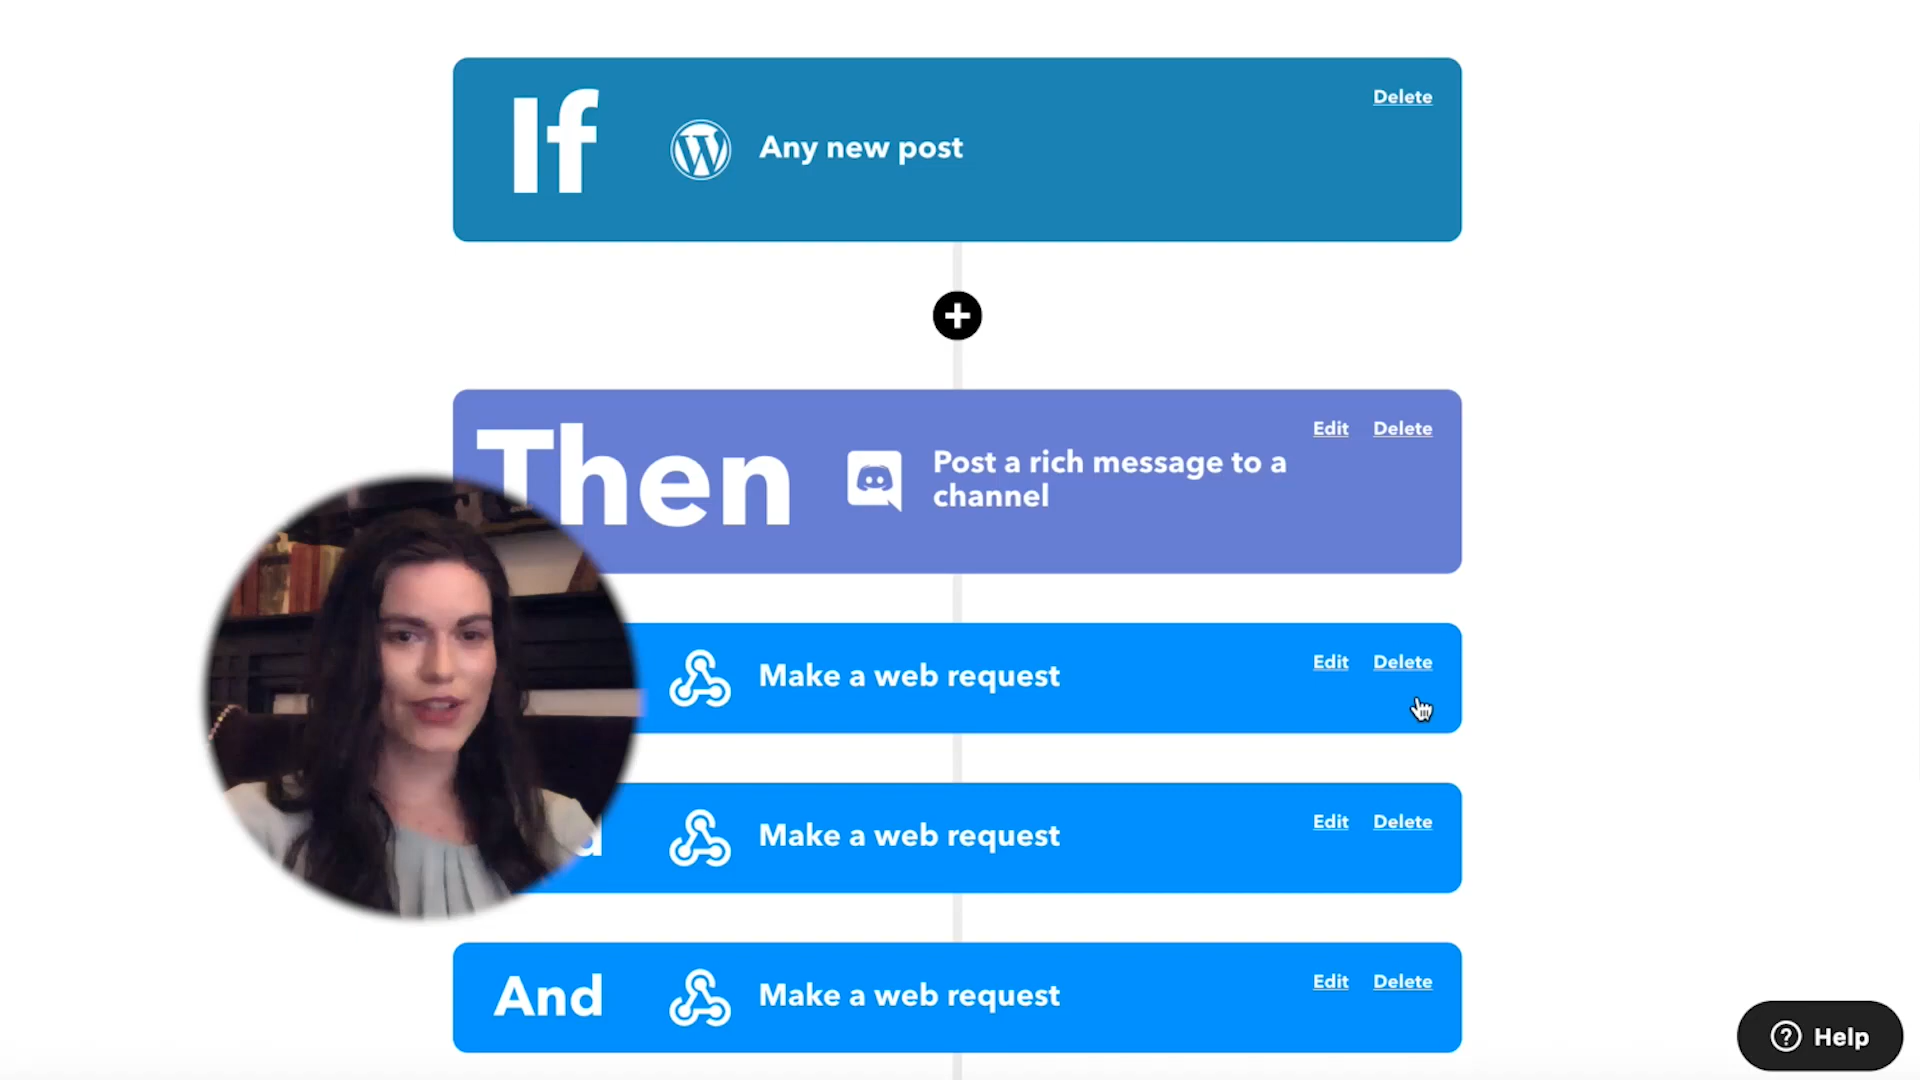 If
Any new post
Delete
Then
Post a rich message to a
channel
Edit Delete
Make a web request
Edit Delete
Make a web request
Edit Delete
And
Make a web request
Edit Delete
Help